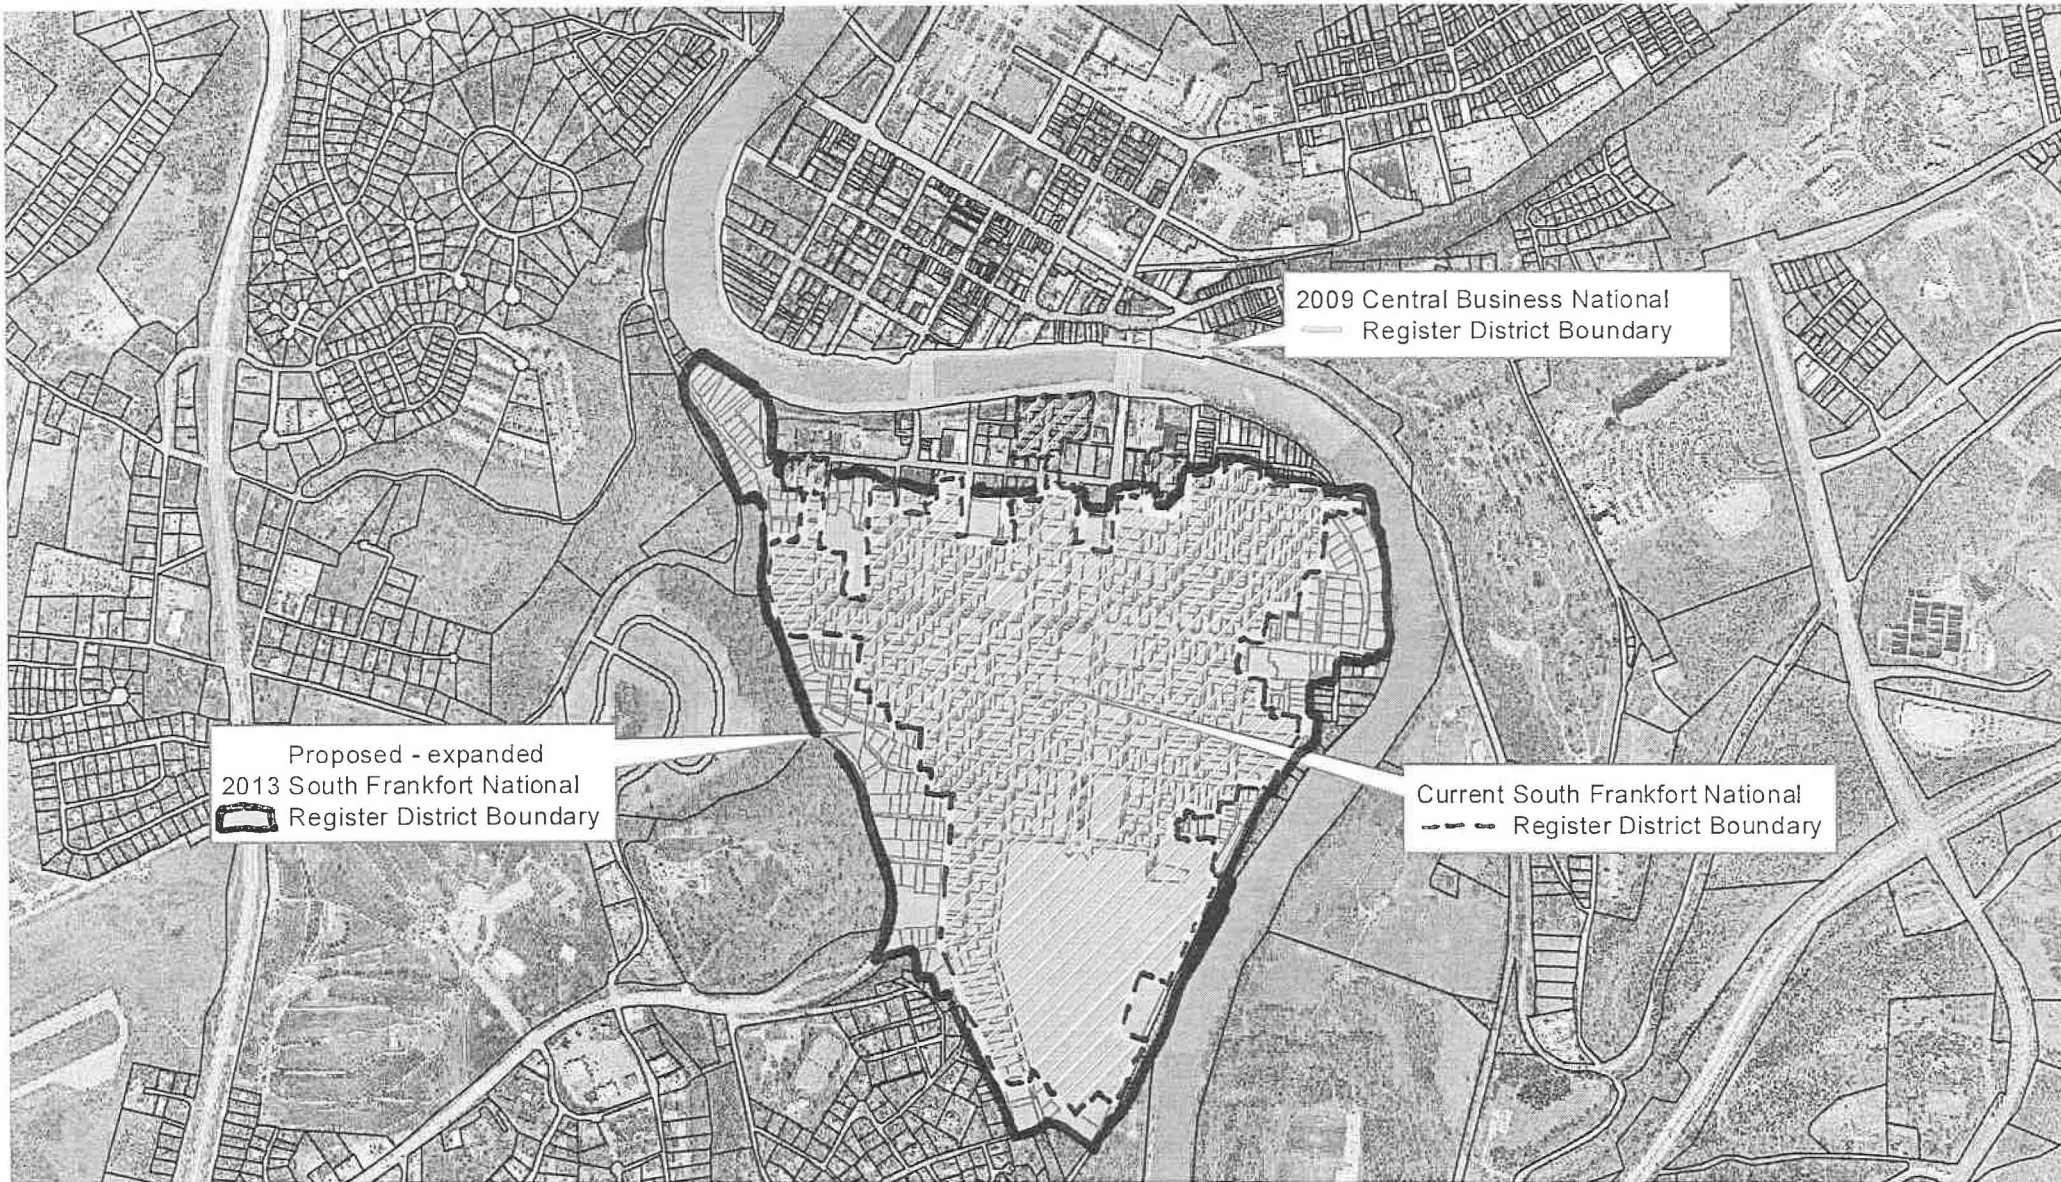 2009 Central Business National
Register District Boundary
Proposed - expanded
2013 South Frankfort National
Register District Boundary
Current South Frankfort National
Register District Boundary